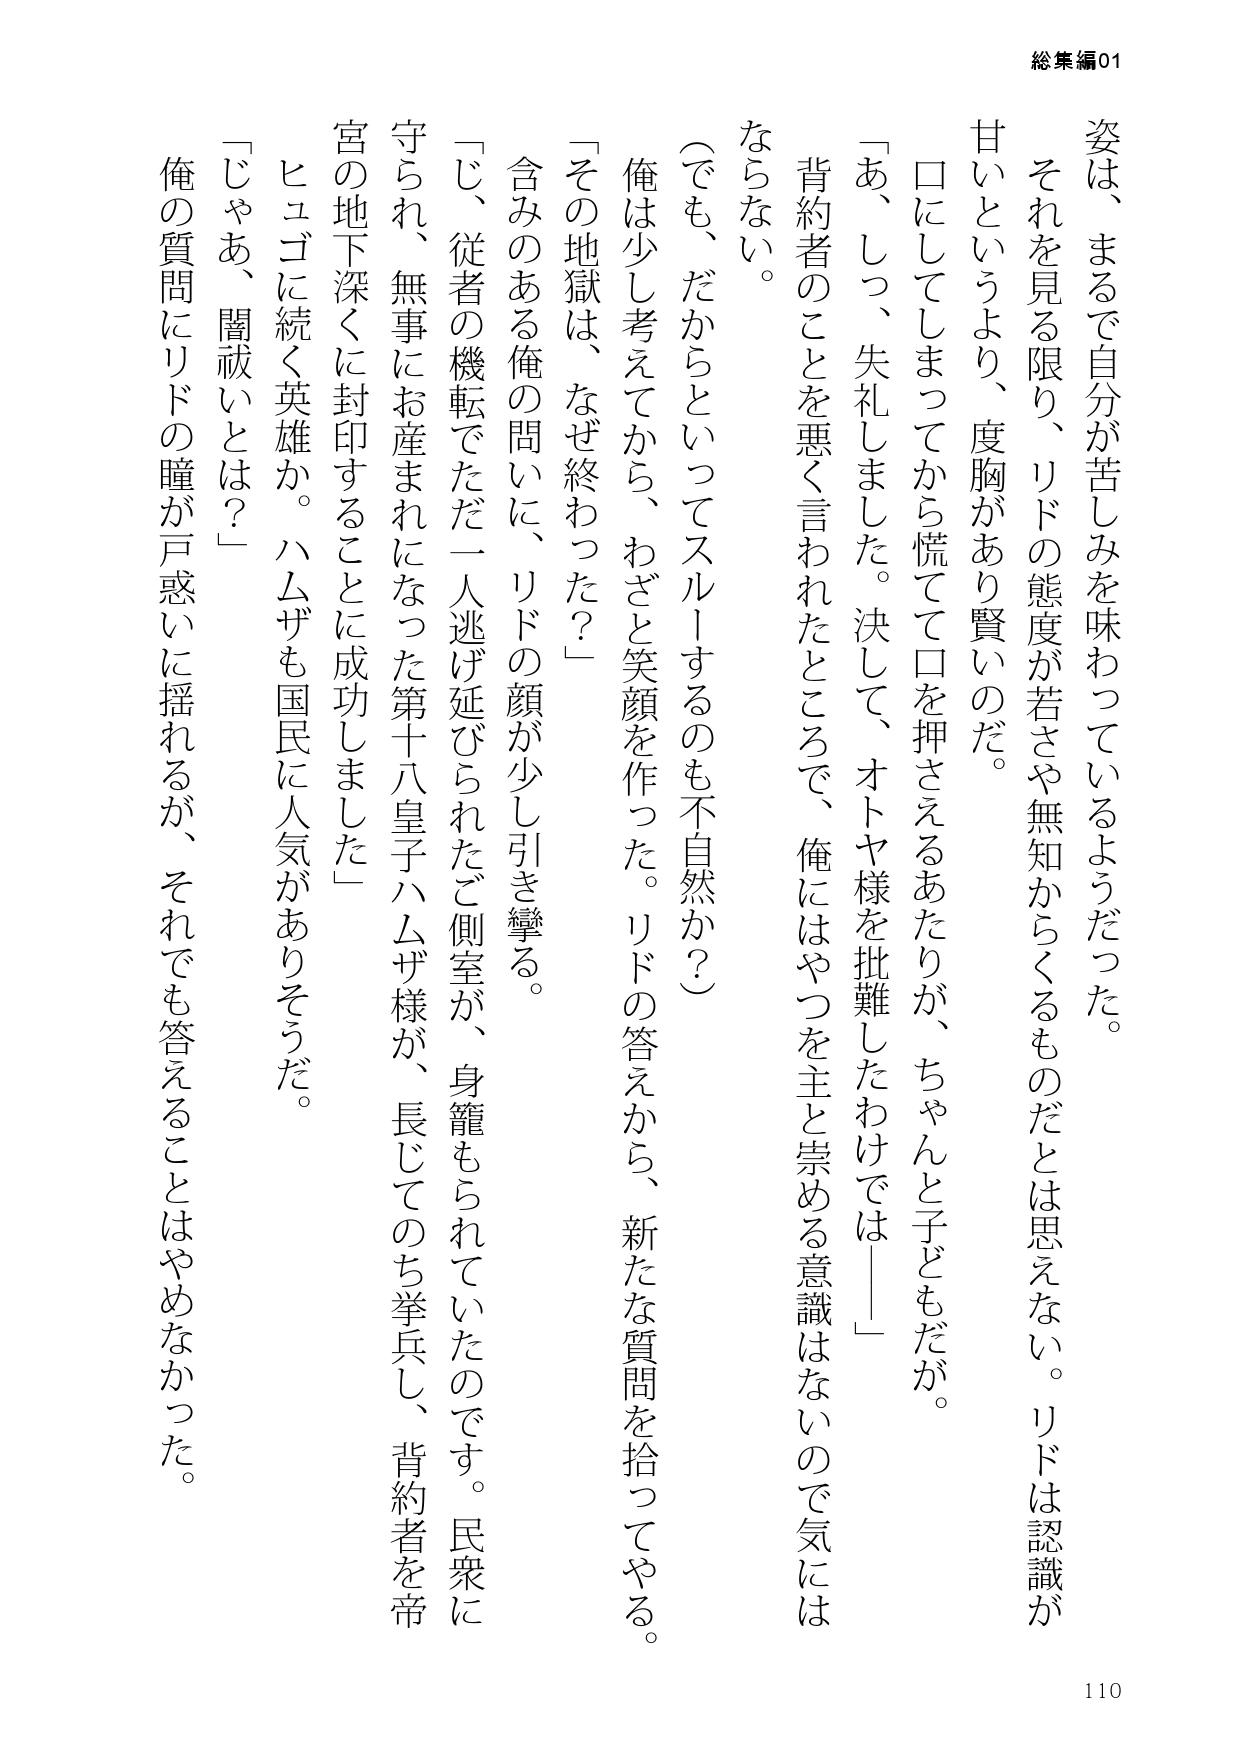 総集編01
姿は、まるで自分が苦しみを味わっているようだった。
それを見る限り、リドの態度が若さや無知からくるものだとは思えない。リドは認識が
甘いというより、度胸があり賢いのだ。
口にしてしまってから慌てて口を押さえるあたりが、ちゃんと子どもだが。
「あ、しっ、失礼しました。決して、オトヤ様を批難したわけでは――」
背約者のことを悪く言われたところで、俺にはやつを主と崇める意識はないので気には
ならない。
（でも、だからといってスルーするのも不自然か？）
俺は少し考えてから、わざと笑顔を作った。リドの答えから、新たな質問を拾ってやる。
「その地獄は、なぜ終わった？」
含みのある俺の問いに、リドの顔が少し引き攣る。
「じ、従者の機転でただ一人逃げ延びられたご側室が、身籠もられていたのです。民衆に
守られ、無事にお産まれになった第十八皇子ハムザ様が、長じてのち挙兵し、背約者を帝
宮の地下深くに封印することに成功しました」
ヒュゴに続く英雄か。ハムザも国民に人気がありそうだ。
「じゃあ、闇祓いとは？」
俺の質問にリドの瞳が戸惑いに揺れるが、それでも答えることはやめなかった。
110